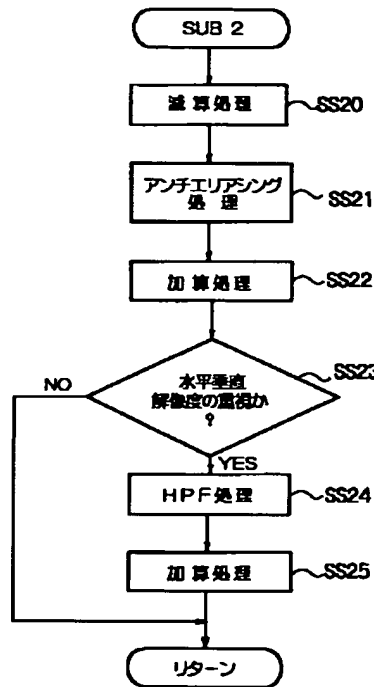 SUB 2
減算処理
SS20
アンチエリアシング
処理
SS21
加算処理
SS22
水平垂直
解像度の重視か
?
SS23
NO
YES
HPF処理
SS24
加算処理
SS25
リターン